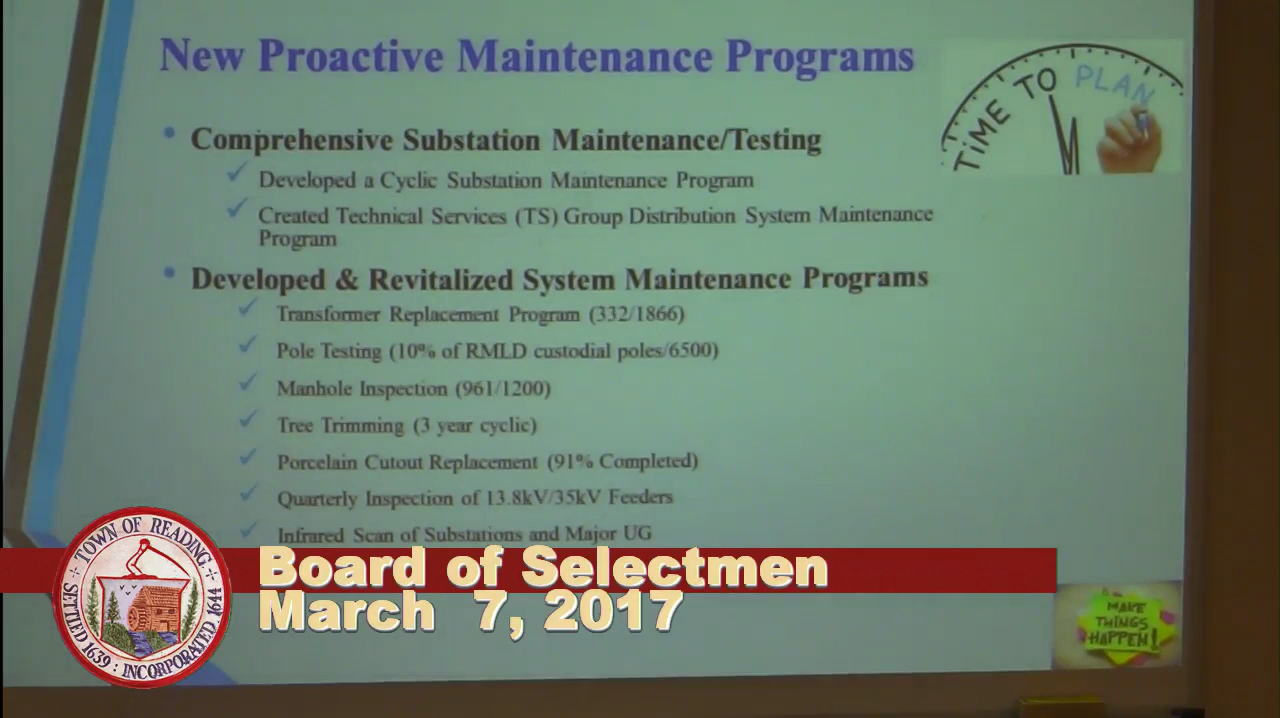 New Proactive Maintenance Programs
TIME TO PLAN
• Comprehensive Substation Maintenance/Testing
✓ Developed a Cyclic Substation Maintenance Program
✓ Created Technical Services (TS) Group Distribution System Maintenance
Program
• Developed & Revitalized System Maintenance Programs
✓ Transformer Replacement Program (332/1866)
✓ Pole Testing (10% of RMLD custodial poles/6500)
✓ Manhole Inspection (961/1200)
✓ Tree Trimming (3 year cyclic)
✓ Porcelain Cutout Replacement (91% Completed)
✓ Quarterly Inspection of 13.8kV/35kV Feeders
✓ Infrared Scan of Substations and Major UG
TOWN OF READING
SETTLED 1639 : INCORPORATED 1644
Board of Selectmen
March 7, 2017
MAKE
THINGS
HAPPEN!